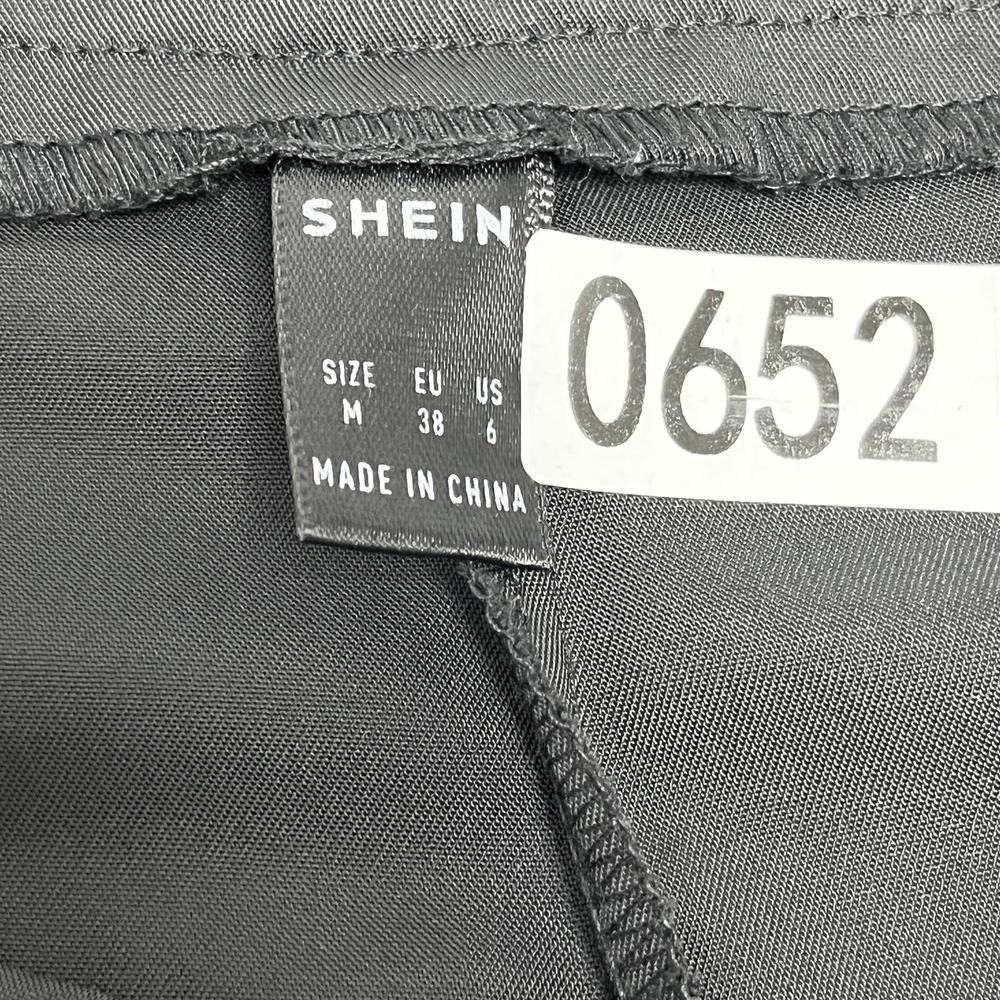 SHEIN
0652
SIZE EU US
M 38 6
MADE IN CHINA